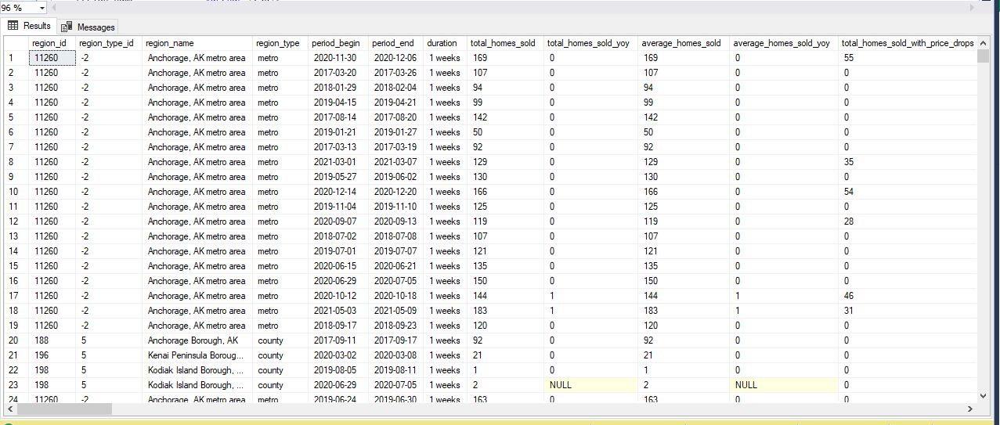 96 %
Results Messages
region_id region_type_id region_name region_type period_begin period_end duration total_homes_sold total_homes_sold_yoy average_homes_sold average_homes_sold_yoy total_homes_sold_with_price_drops
1 11260 -2 Anchorage, AK metro area metro 2020-11-30 2020-12-06 1 weeks 169 0 169 0 55
2 11260 -2 Anchorage, AK metro area metro 2017-03-20 2017-03-26 1 weeks 107 0 107 0 0
3 11260 -2 Anchorage, AK metro area metro 2018-01-29 2018-02-04 1 weeks 94 0 94 0 0
4 11260 -2 Anchorage, AK metro area metro 2019-04-15 2019-04-21 1 weeks 99 0 99 0 0
5 11260 -2 Anchorage, AK metro area metro 2017-08-14 2017-08-20 1 weeks 142 0 142 0 0
6 11260 -2 Anchorage, AK metro area metro 2019-01-21 2019-01-27 1 weeks 50 0 50 0 0
7 11260 -2 Anchorage, AK metro area metro 2017-03-13 2017-03-19 1 weeks 92 0 92 0 0
8 11260 -2 Anchorage, AK metro area metro 2021-03-01 2021-03-07 1 weeks 129 0 129 0 35
9 11260 -2 Anchorage, AK metro area metro 2019-05-27 2019-06-02 1 weeks 130 0 130 0 0
10 11260 -2 Anchorage, AK metro area metro 2020-12-14 2020-12-20 1 weeks 166 0 166 0 54
11 11260 -2 Anchorage, AK metro area metro 2019-11-04 2019-11-10 1 weeks 125 0 125 0 0
12 11260 -2 Anchorage, AK metro area metro 2020-09-07 2020-09-13 1 weeks 119 0 119 0 28
13 11260 -2 Anchorage, AK metro area metro 2018-07-02 2018-07-08 1 weeks 107 0 107 0 0
14 11260 -2 Anchorage, AK metro area metro 2019-07-01 2019-07-07 1 weeks 121 0 121 0 0
15 11260 -2 Anchorage, AK metro area metro 2020-06-15 2020-06-21 1 weeks 135 0 135 0 0
16 11260 -2 Anchorage, AK metro area metro 2020-06-29 2020-07-05 1 weeks 150 0 150 0 0
17 11260 -2 Anchorage, AK metro area metro 2020-10-12 2020-10-18 1 weeks 144 1 144 1 46
18 11260 -2 Anchorage, AK metro area metro 2021-05-03 2021-05-09 1 weeks 183 1 183 1 31
19 11260 -2 Anchorage, AK metro area metro 2018-09-17 2018-09-23 1 weeks 120 0 120 0 0
20 188 5 Anchorage Borough, AK county 2017-09-11 2017-09-17 1 weeks 92 0 92 0 0
21 196 5 Kenai Peninsula Boroug... county 2020-03-02 2020-03-08 1 weeks 21 0 21 0 0
22 198 5 Kodiak Island Borough, ... county 2019-08-05 2019-08-11 1 weeks 1 0 1 0 0
23 198 5 Kodiak Island Borough, ... county 2020-06-29 2020-07-05 1 weeks 2 NULL 2 NULL 0
24 11260 -2 Anchorage, AK metro area metro 2019-06-24 2019-06-30 1 weeks 163 0 163 0 0